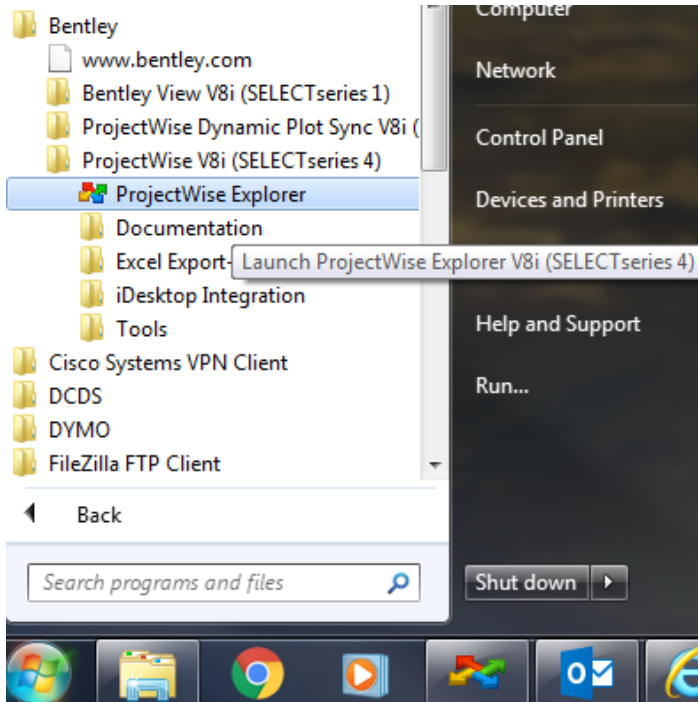 Bentley
www.bentley.com
Bentley View V8i (SELECTseries 1)
ProjectWise Dynamic Plot Sync V8i (
ProjectWise V8i (SELECTseries 4)
ProjectWise Explorer
Documentation
Excel Export-
Launch ProjectWise Explorer V8i (SELECTseries 4)
iDesktop Integration
Tools
Cisco Systems VPN Client
DCDS
DYMO
FileZilla FTP Client
Back
Search programs and files
Computer
Network
Control Panel
Devices and Printers
Help and Support
Run...
Shut down